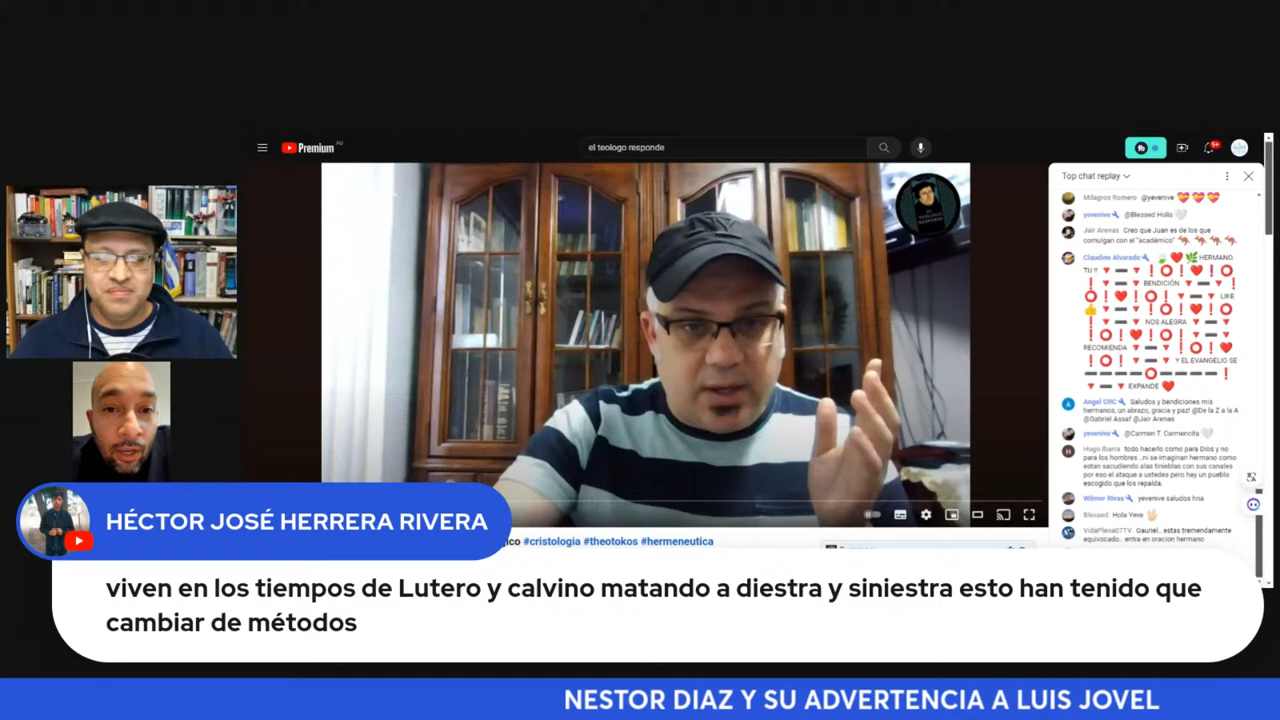 Premium
AU
el teologo responde
9+
EL TEOLOGO RESPONDE
Top chat replay
Milagros Romero @yevenive 💝💝💝
yevenive @Blessed Holis 🤍
Jair Arenas Creo que Juan es de los que
comulgan con el "académico"
Claudine Alvarado 🍃❤️🌿 HERMANO.
TU !! 🔻 ➖ 🔻 ❗⭕❗❤️❗⭕
❗ 🔻 ➖ 🔻 BENDICIÓN 🔻 ➖ 🔻 ❗
⭕❗❤️❗⭕❗ 🔻 ➖ 🔻 LIKE
👍🔻 ➖ 🔻 ❗⭕❗❤️❗⭕
❗ 🔻 ➖ 🔻 NOS ALEGRA 🔻 ➖ 🔻
❗⭕❗❤️❗⭕❗ 🔻 ➖ 🔻
RECOMIENDA 🔻 ➖ 🔻 ❗⭕❗❤️
❗⭕❗ 🔻 ➖ 🔻 Y EL EVANGELIO SE
➖➖➖➖⭕➖➖➖➖❗
🔻 ➖ 🔻 EXPANDE ❤️
A
Angel CRC Saludos y bendiciones mis
hermanos, un abrazo, gracia y paz! @De la Z a la A
@Gabriel Assaf @Jair Arenas
yevenive @Carmen T. Carmencita 🤍
H
Hugo Ibarra todo hacerlo como para Dios y no
para los hombres ..ni se imaginan hermano como
estan sacudiendo alas tinieblas con sus canales
por eso el ataque a ustedes pero hay un pueblo
escogido que los repalda.
Wilmer Rivas yevenive saludos hna
Blessed Hola Yeve
VidaPlena07TV Gauriel.. estas tremendamente
equivocado.. entra en oracion hermano
ico #cristologia #theotokos #hermeneutica
HÉCTOR JOSÉ HERRERA RIVERA
viven en los tiempos de Lutero y calvino matando a diestra y siniestra esto han tenido que
cambiar de métodos
NESTOR DIAZ Y SU ADVERTENCIA A LUIS JOVEL